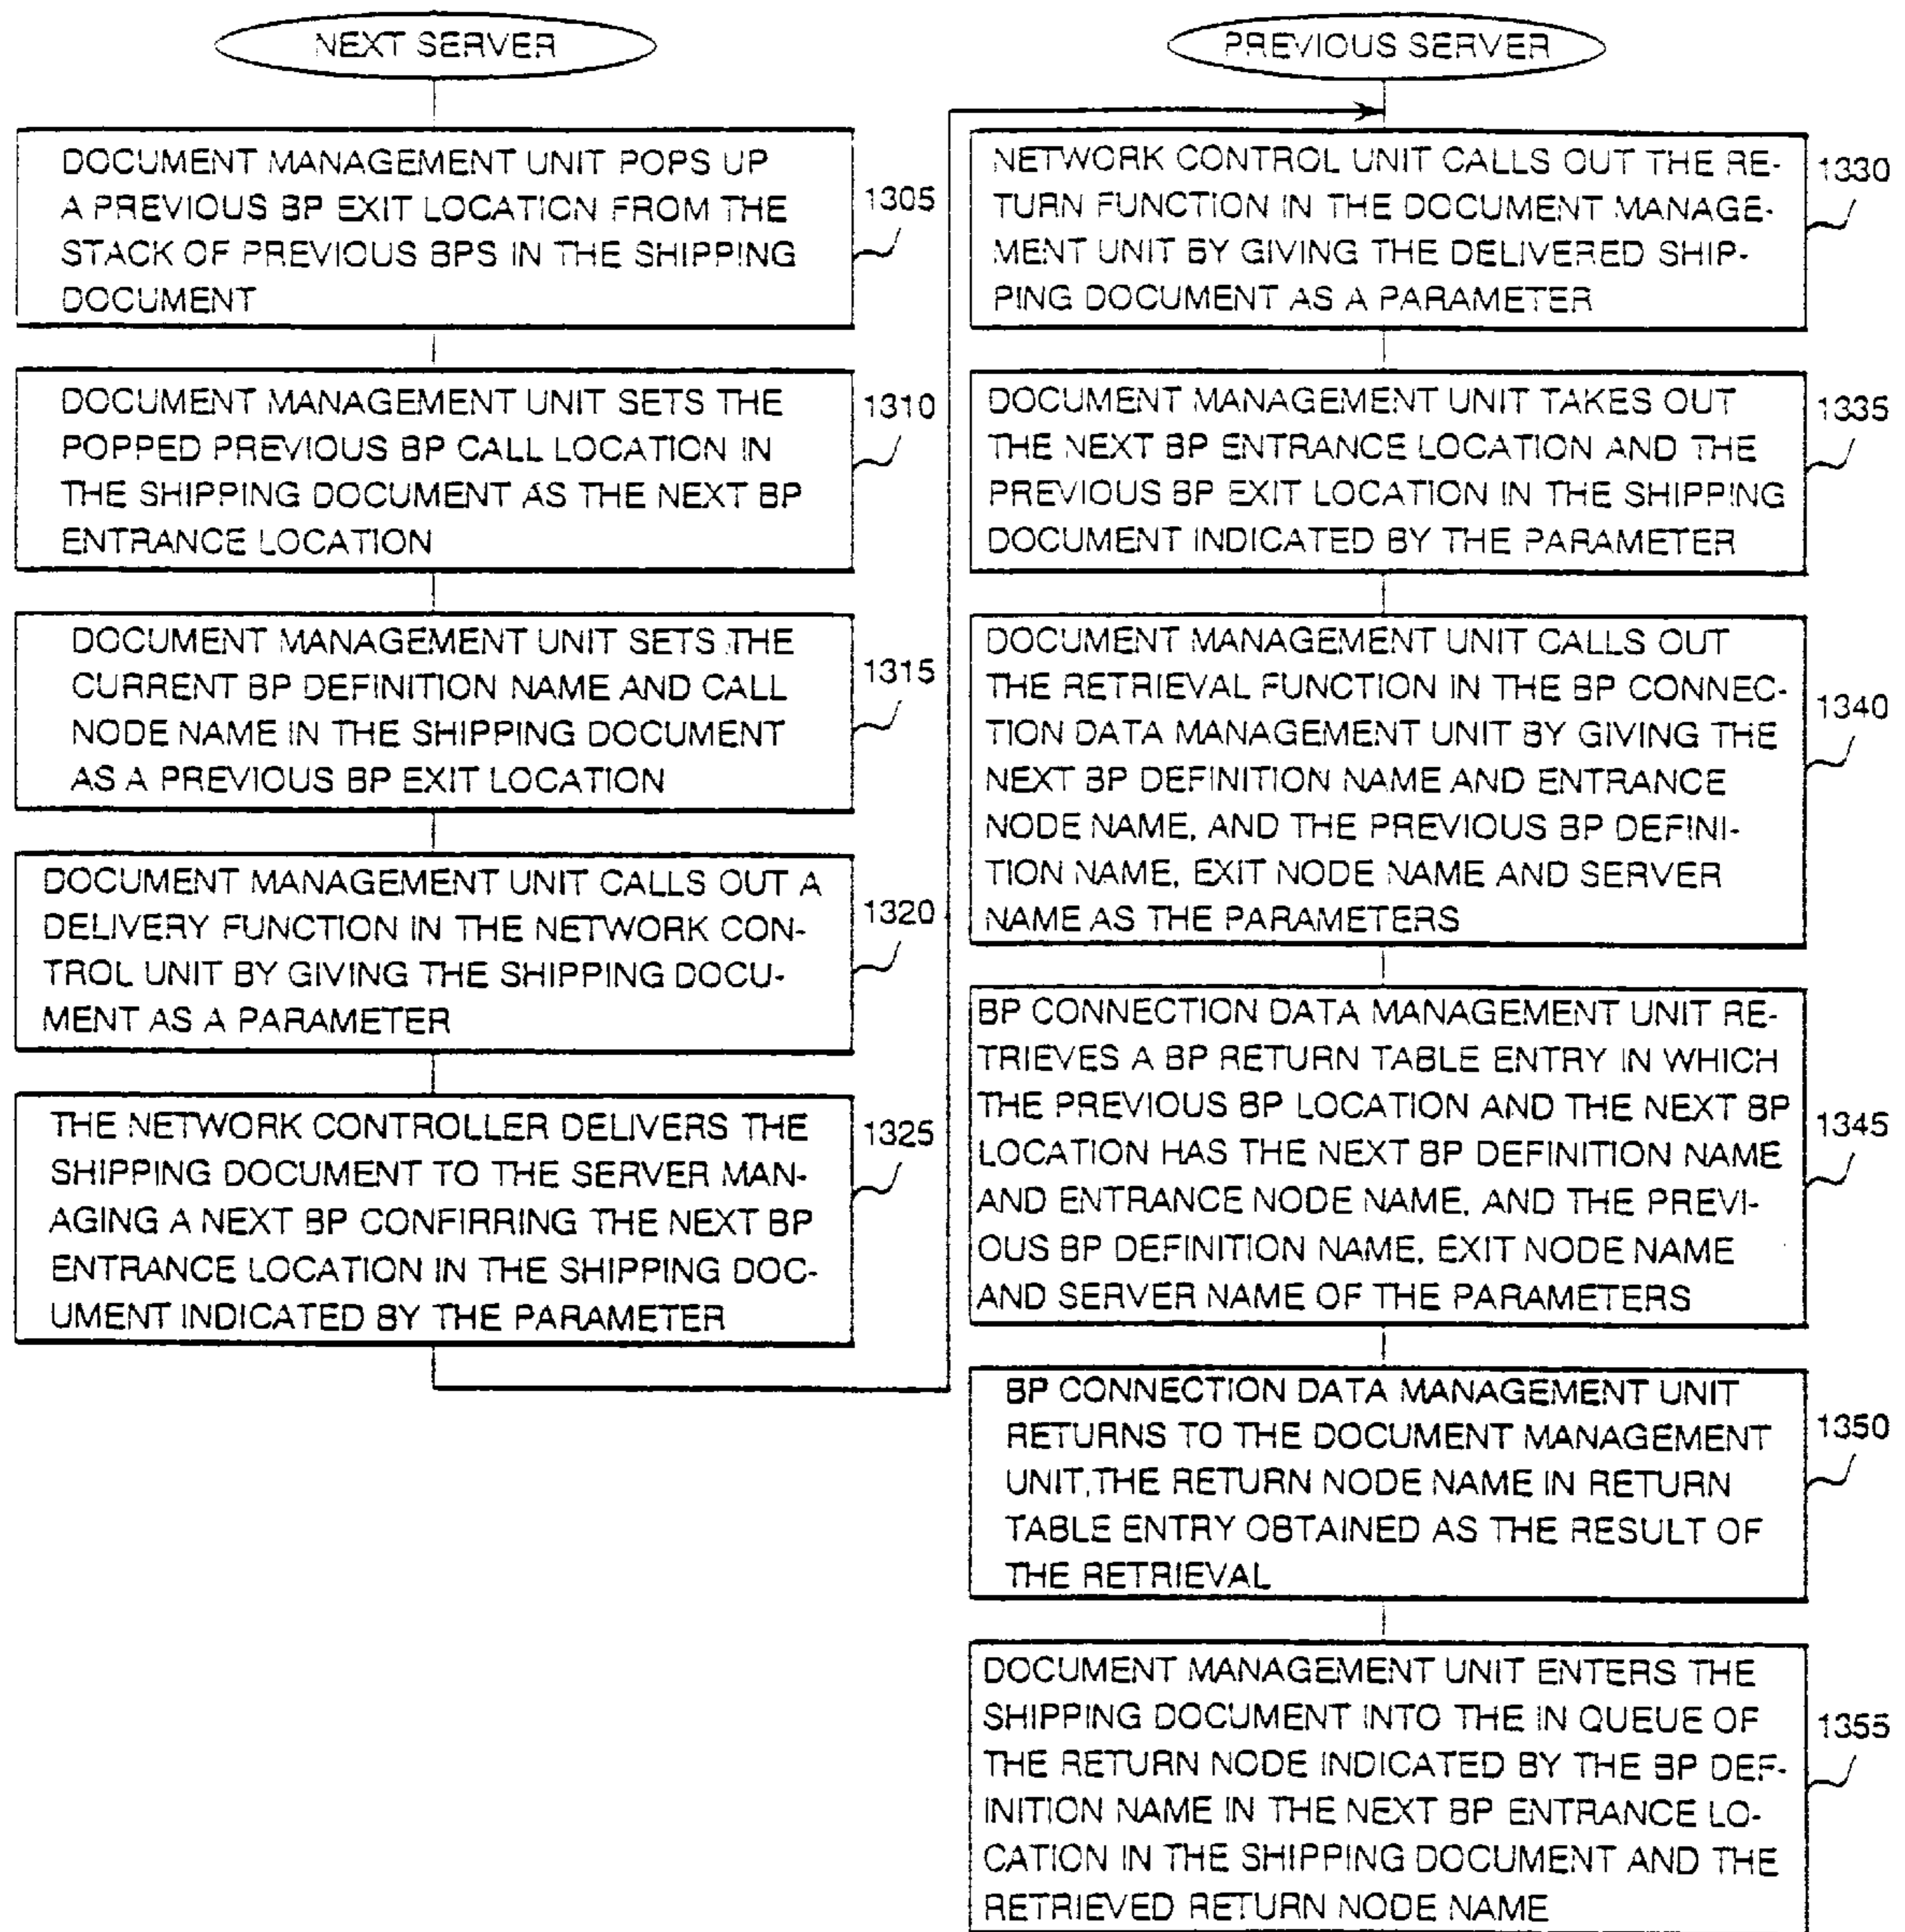 NEXT SERVER
DOCUMENT MANAGEMENT UNIT POPS UP
A PREVIOUS BP EXIT LOCATION FROM THE
STACK OF PREVIOUS BPS IN THE SHIPPING
DOCUMENT
1305
DOCUMENT MANAGEMENT UNIT SETS THE
POPPED PREVIOUS BP CALL LOCATION IN
THE SHIPPING DOCUMENT AS THE NEXT BP
ENTRANCE LOCATION
1310
DOCUMENT MANAGEMENT UNIT SETS THE
CURRENT BP DEFINITION NAME AND CALL
NODE NAME IN THE SHIPPING DOCUMENT
AS A PREVIOUS BP EXIT LOCATION
1315
DOCUMENT MANAGEMENT UNIT CALLS OUT A
DELIVERY FUNCTION IN THE NETWORK CON-
TROL UNIT BY GIVING THE SHIPPING DOCU-
MENT AS A PARAMETER
1320
THE NETWORK CONTROLLER DELIVERS THE
SHIPPING DOCUMENT TO THE SERVER MAN-
AGING A NEXT BP CONFIRRING THE NEXT BP
ENTRANCE LOCATION IN THE SHIPPING DOC-
UMENT INDICATED BY THE PARAMETER
1325
PREVIOUS SERVER
NETWORK CONTROL UNIT CALLS OUT THE RE-
TURN FUNCTION IN THE DOCUMENT MANAGE-
MENT UNIT BY GIVING THE DELIVERED SHIP-
PING DOCUMENT AS A PARAMETER
1330
DOCUMENT MANAGEMENT UNIT TAKES OUT
THE NEXT BP ENTRANCE LOCATION AND THE
PREVIOUS BP EXIT LOCATION IN THE SHIPPING
DOCUMENT INDICATED BY THE PARAMETER
1335
DOCUMENT MANAGEMENT UNIT CALLS OUT
THE RETRIEVAL FUNCTION IN THE BP CONNEC-
TION DATA MANAGEMENT UNIT BY GIVING THE
NEXT BP DEFINITION NAME AND ENTRANCE
NODE NAME, AND THE PREVIOUS BP DEFINI-
TION NAME, EXIT NODE NAME AND SERVER
NAME AS THE PARAMETERS
1340
BP CONNECTION DATA MANAGEMENT UNIT RE-
TRIEVES A BP RETURN TABLE ENTRY IN WHICH
THE PREVIOUS BP LOCATION AND THE NEXT BP
LOCATION HAS THE NEXT BP DEFINITION NAME
AND ENTRANCE NODE NAME, AND THE PREVI-
OUS BP DEFINITION NAME, EXIT NODE NAME
AND SERVER NAME OF THE PARAMETERS
1345
BP CONNECTION DATA MANAGEMENT UNIT
RETURNS TO THE DOCUMENT MANAGEMENT
UNIT, THE RETURN NODE NAME IN RETURN
TABLE ENTRY OBTAINED AS THE RESULT OF
THE RETRIEVAL
1350
DOCUMENT MANAGEMENT UNIT ENTERS THE
SHIPPING DOCUMENT INTO THE IN QUEUE OF
THE RETURN NODE INDICATED BY THE BP DEF-
INITION NAME IN THE NEXT BP ENTRANCE LO-
CATION IN THE SHIPPING DOCUMENT AND THE
RETRIEVED RETURN NODE NAME
1355